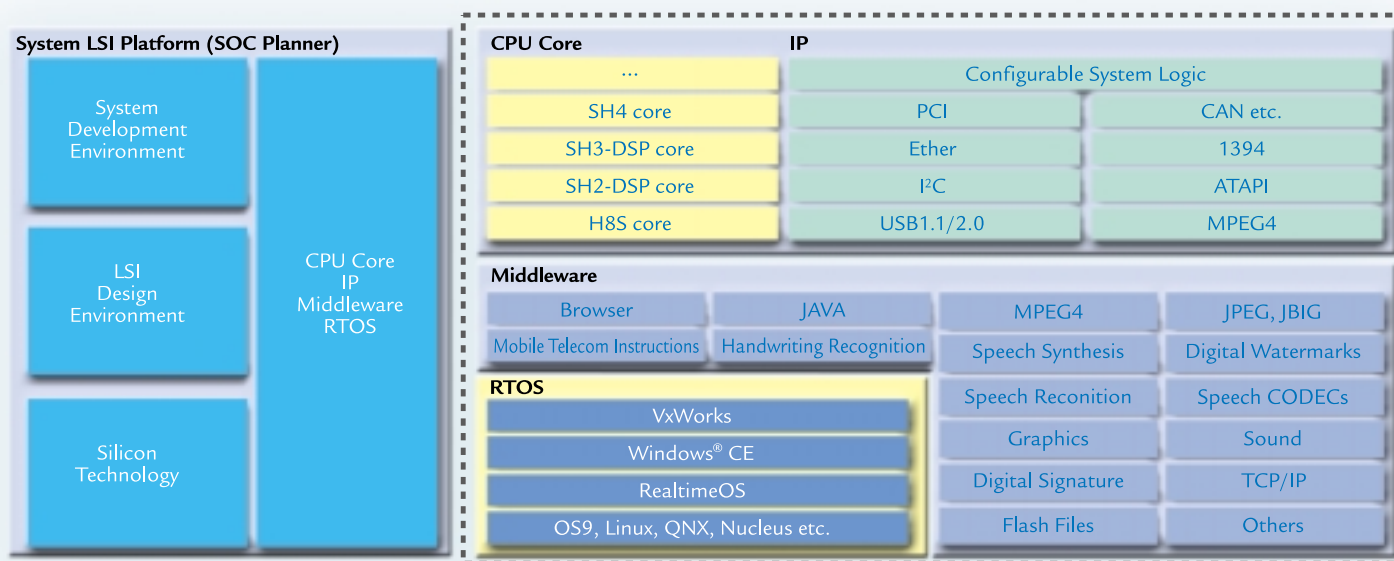 System LSI Platform (SOC Planner)
System
Development
Environment
LSI
Design
Environment
Silicon
Technology
CPU Core
IP
Middleware
RTOS
CPU Core
...
SH4 core
SH3-DSP core
SH2-DSP core
H8S core
IP
Configurable System Logic
PCI
CAN etc.
Ether
1394
I²C
ATAPI
USB1.1/2.0
MPEG4
Middleware
Browser
JAVA
MPEG4
JPEG, JBIG
Mobile Telecom Instructions
Handwriting Recognition
Speech Synthesis
Digital Watermarks
Speech Reconition
Speech CODECs
Graphics
Sound
Digital Signature
TCP/IP
Flash Files
Others
RTOS
VxWorks
Windows® CE
RealtimeOS
OS9, Linux, QNX, Nucleus etc.